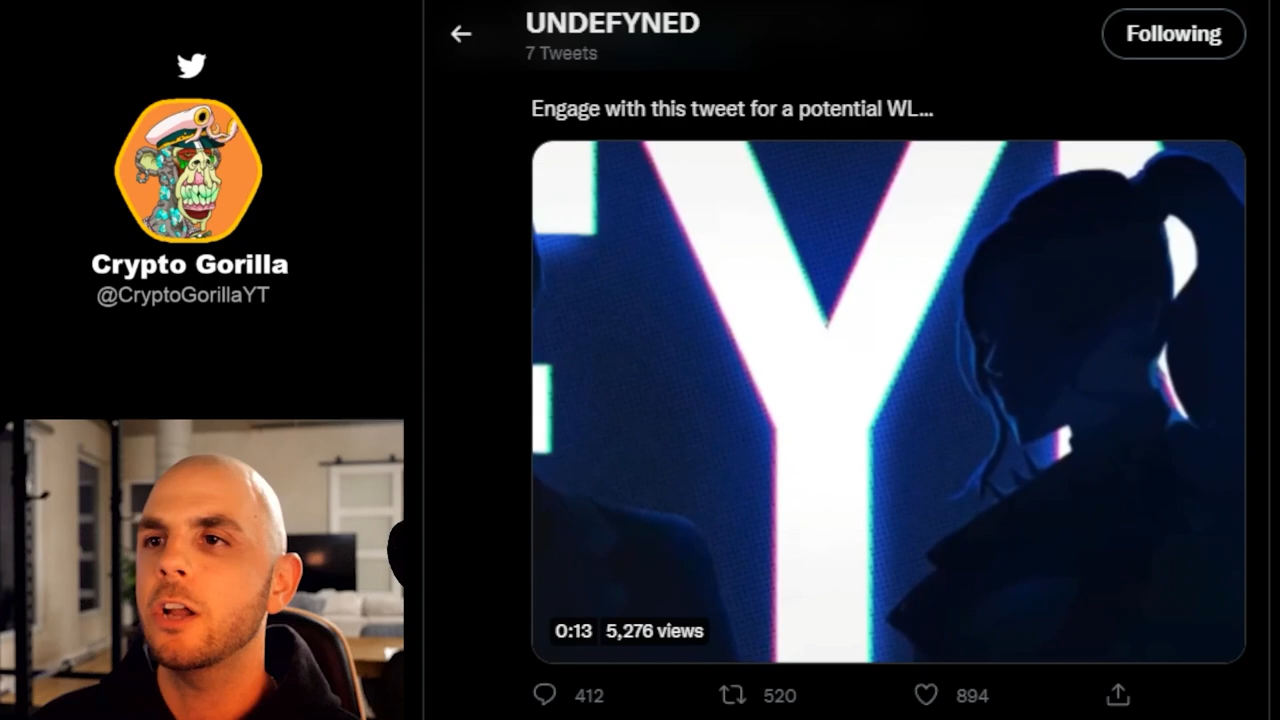 Crypto Gorilla
@CryptoGorillaYT
UNDEFYNED
7 Tweets
Following
Engage with this tweet for a potential WL...
Y
0:13 5,276 views
412 520 894